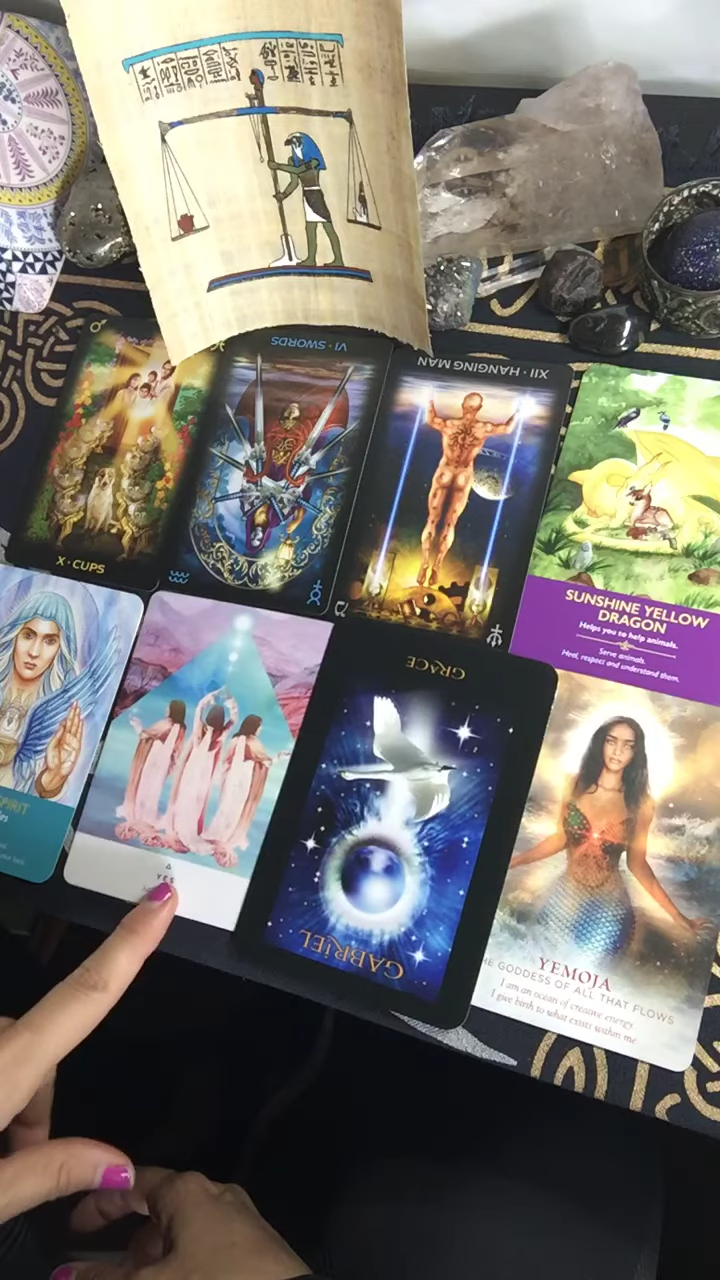 VI · SWORDS
XII · HANGING MAN
X · CUPS
SUNSHINE YELLOW
DRAGON
Helps you to help animals.
Serve animals.
Heal, respect and understand them.
SPIRIT
YES
GRACE
GABRIEL
YEMOJA
THE GODDESS OF ALL THAT FLOWS
I am an ocean of creative energy
I give birth to what exists within me